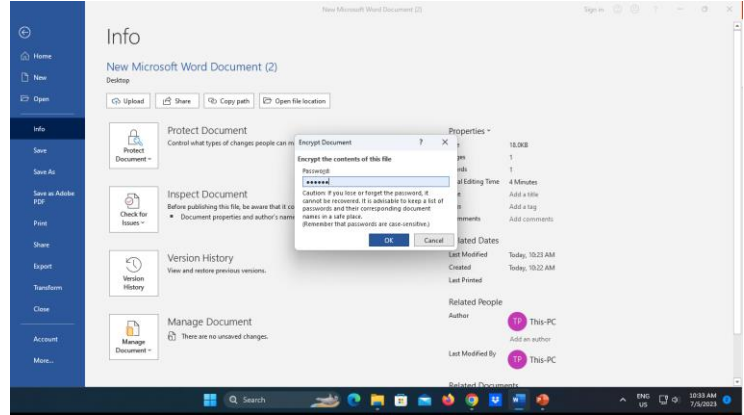 New Microsoft Word Document (2)
Sign in
Info
Home
New
Open
Info
Save
Save As
Save as Adobe
PDF
Print
Share
Export
Transform
Close
Account
More...
New Microsoft Word Document (2)
Desktop
Upload
Share
Copy path
Open file location
Protect
Document
Protect Document
Control what types of changes people can m
Check for
Issues
Inspect Document
Before publishing this file, be aware that it co
Document properties and author's name
Version
History
Version History
View and restore previous versions.
Manage
Document
Manage Document
There are no unsaved changes.
Encrypt Document
?
Encrypt the contents of this file
Password:
Caution: If you lose or forget the password, it
cannot be recovered. It is advisable to keep a list of
passwords and their corresponding document
names in a safe place.
(Remember that passwords are case-sensitive.)
OK
Cancel
Properties
18.0KB
1
1
al Editing Time 4 Minutes
Add a title
Add a tag
mments Add comments
lated Dates
Last Modified Today, 10:23 AM
Created Today, 10:22 AM
Last Printed
Related People
Author
TP This-PC
Add an author
Last Modified By
TP This-PC
Related Documents
Search
ENG
US
10:33 AM
7/5/2023